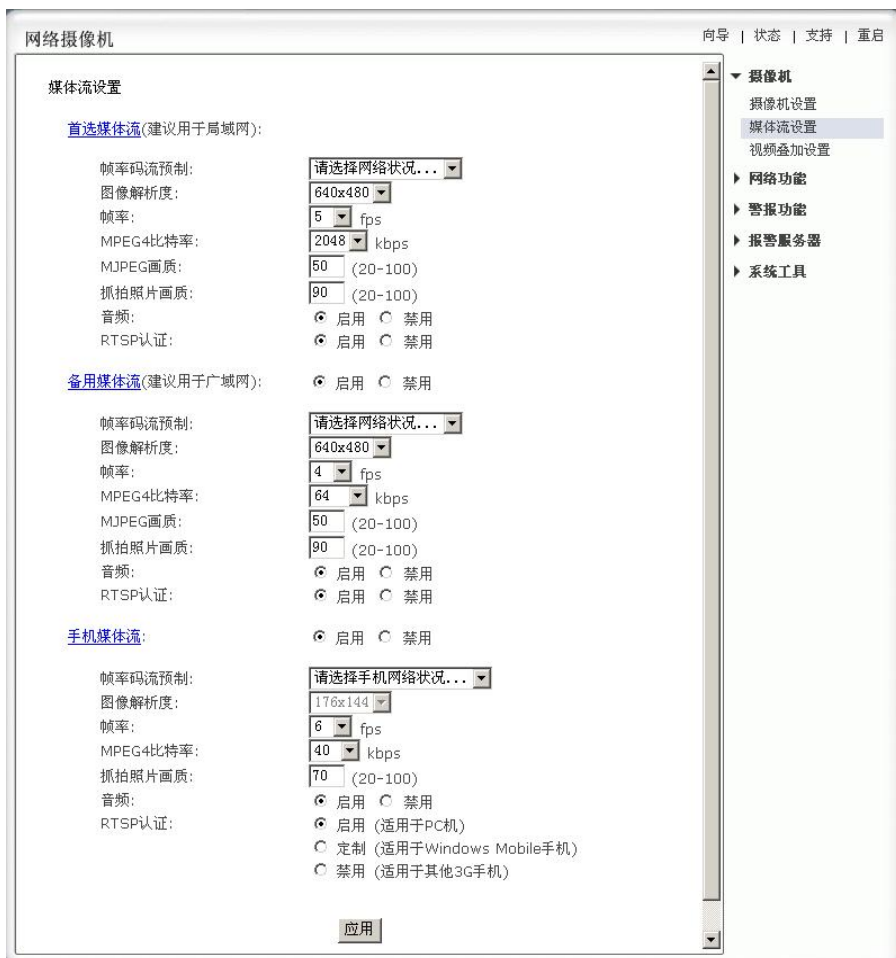 网络摄像机
向导 | 状态 | 支持 | 重启
媒体流设置
首选媒体流(建议用于局域网):
帧率码流预制: 请选择网络状况...
图像解析度: 640x480
帧率: 5 fps
MPEG4比特率: 2048 kbps
MJPEG画质: 50 (20-100)
抓拍照片画质: 90 (20-100)
音频: 启用 禁用
RTSP认证: 启用 禁用
备用媒体流(建议用于广域网): 启用 禁用
帧率码流预制: 请选择网络状况...
图像解析度: 640x480
帧率: 4 fps
MPEG4比特率: 64 kbps
MJPEG画质: 50 (20-100)
抓拍照片画质: 90 (20-100)
音频: 启用 禁用
RTSP认证: 启用 禁用
手机媒体流: 启用 禁用
帧率码流预制: 请选择手机网络状况...
图像解析度: 176x144
帧率: 6 fps
MPEG4比特率: 40 kbps
抓拍照片画质: 70 (20-100)
音频: 启用 禁用
RTSP认证: 启用 (适用于PC机)
定制 (适用于Windows Mobile手机)
禁用 (适用于其他3G手机)
应用
摄像机
摄像机设置
媒体流设置
视频叠加设置
网络功能
警报功能
报警服务器
系统工具